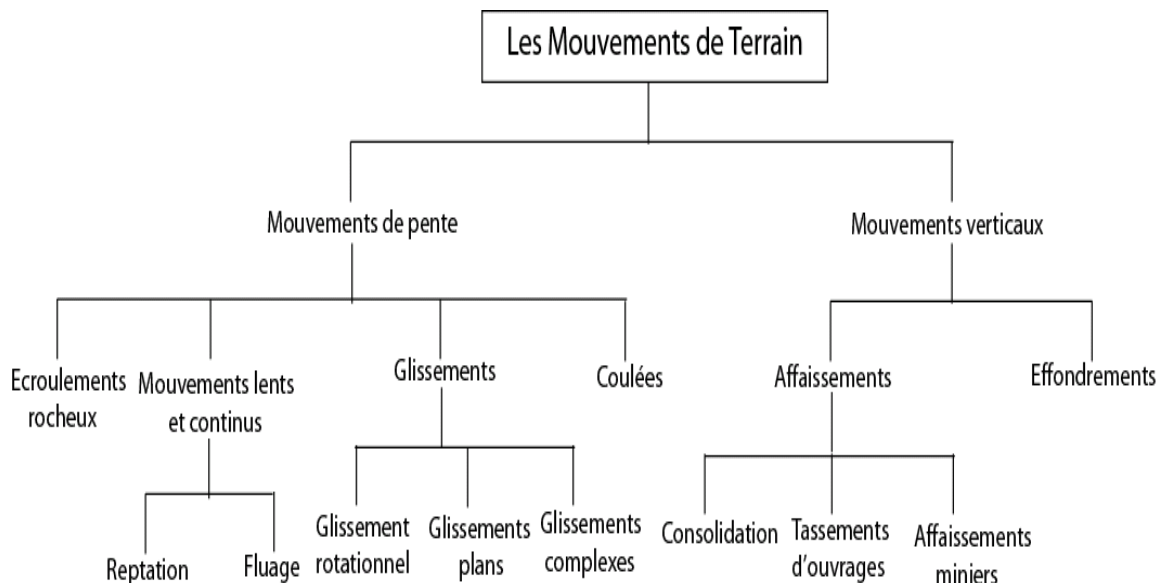 Les Mouvements de Terrain
Mouvements de pente
Mouvements verticaux
Ecroulements
rocheux
Mouvements lents
et continus
Glissements
Coulées
Affaissements
Effondrements
Reptation
Fluage
Glissement
rotationnel
Glissements
plans
Glissements
complexes
Consolidation
Tassements
d'ouvrages
Affaissements
miniers